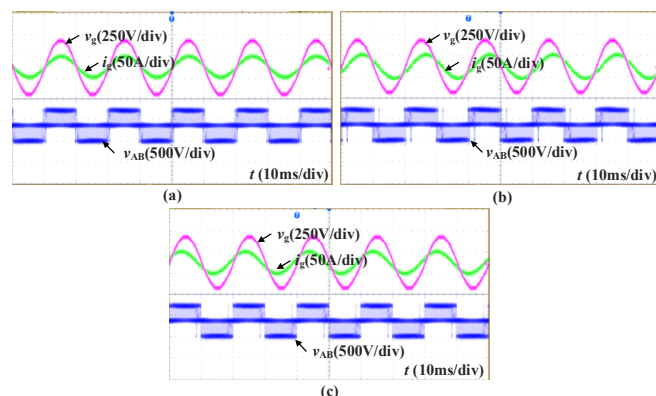 vg(250V/div)
ig(50A/div)
vAB(500V/div)
t (10ms/div)
(a)
vg(250V/div)
ig(50A/div)
vAB(500V/div)
t (10ms/div)
(b)
vg(250V/div)
ig(50A/div)
vAB(500V/div)
t (10ms/div)
(c)